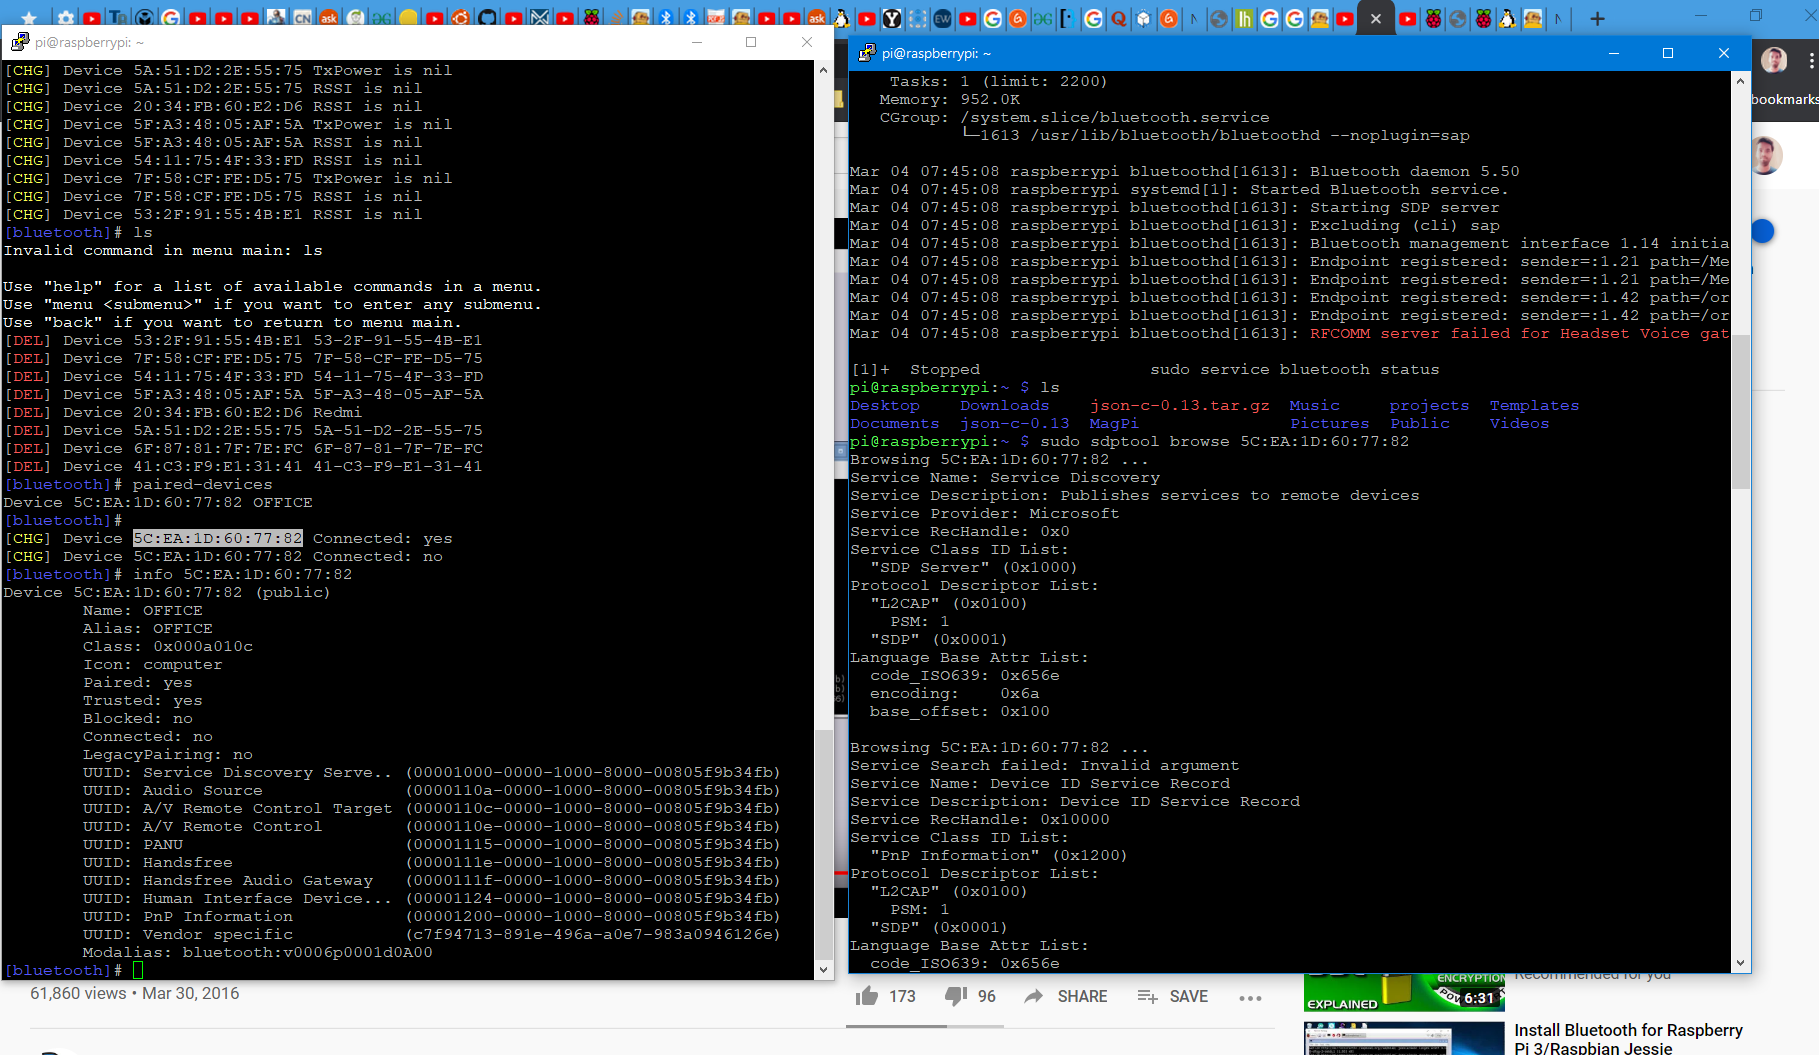 pi@raspberrypi: ~
[CHG] Device 5A:51:D2:2E:55:75 TxPower is nil
[CHG] Device 5A:51:D2:2E:55:75 RSSI is nil
[CHG] Device 20:34:FB:60:E2:D6 RSSI is nil
[CHG] Device 5F:A3:48:05:AF:5A TxPower is nil
[CHG] Device 5F:A3:48:05:AF:5A RSSI is nil
[CHG] Device 54:11:75:4F:33:FD RSSI is nil
[CHG] Device 7F:58:CF:FE:D5:75 TxPower is nil
[CHG] Device 7F:58:CF:FE:D5:75 RSSI is nil
[CHG] Device 53:2F:91:55:4B:E1 RSSI is nil
[bluetooth]# ls
Invalid command in menu main: ls
Use "help" for a list of available commands in a menu.
Use "menu <submenu>" if you want to enter any submenu.
Use "back" if you want to return to menu main.
[DEL] Device 53:2F:91:55:4B:E1 53-2F-91-55-4B-E1
[DEL] Device 7F:58:CF:FE:D5:75 7F-58-CF-FE-D5-75
[DEL] Device 54:11:75:4F:33:FD 54-11-75-4F-33-FD
[DEL] Device 5F:A3:48:05:AF:5A 5F-A3-48-05-AF-5A
[DEL] Device 20:34:FB:60:E2:D6 Redmi
[DEL] Device 5A:51:D2:2E:55:75 5A-51-D2-2E-55-75
[DEL] Device 6F:87:81:7F:7E:FC 6F-87-81-7F-7E-FC
[DEL] Device 41:C3:F9:E1:31:41 41-C3-F9-E1-31-41
[bluetooth]# paired-devices
Device 5C:EA:1D:60:77:82 OFFICE
[bluetooth]#
[CHG] Device 5C:EA:1D:60:77:82 Connected: yes
[CHG] Device 5C:EA:1D:60:77:82 Connected: no
[bluetooth]# info 5C:EA:1D:60:77:82
Device 5C:EA:1D:60:77:82 (public)
Name: OFFICE
Alias: OFFICE
Class: 0x000a010c
Icon: computer
Paired: yes
Trusted: yes
Blocked: no
Connected: no
LegacyPairing: no
UUID: Service Discovery Serve.. (00001000-0000-1000-8000-00805f9b34fb)
UUID: Audio Source (0000110a-0000-1000-8000-00805f9b34fb)
UUID: A/V Remote Control Target (0000110c-0000-1000-8000-00805f9b34fb)
UUID: A/V Remote Control (0000110e-0000-1000-8000-00805f9b34fb)
UUID: PANU (00001115-0000-1000-8000-00805f9b34fb)
UUID: Handsfree (0000111e-0000-1000-8000-00805f9b34fb)
UUID: Handsfree Audio Gateway (0000111f-0000-1000-8000-00805f9b34fb)
UUID: Human Interface Device... (00001124-0000-1000-8000-00805f9b34fb)
UUID: PnP Information (00001200-0000-1000-8000-00805f9b34fb)
UUID: Vendor specific (c7f94713-891e-496a-a0e7-983a0946126e)
Modalias: bluetooth:v0006p0001d0A00
[bluetooth]#
pi@raspberrypi: ~
Tasks: 1 (limit: 2200)
Memory: 952.0K
CGroup: /system.slice/bluetooth.service
└─1613 /usr/lib/bluetooth/bluetoothd --noplugin=sap
Mar 04 07:45:08 raspberrypi bluetoothd[1613]: Bluetooth daemon 5.50
Mar 04 07:45:08 raspberrypi systemd[1]: Started Bluetooth service.
Mar 04 07:45:08 raspberrypi bluetoothd[1613]: Starting SDP server
Mar 04 07:45:08 raspberrypi bluetoothd[1613]: Excluding (cli) sap
Mar 04 07:45:08 raspberrypi bluetoothd[1613]: Bluetooth management interface 1.14 initia
Mar 04 07:45:08 raspberrypi bluetoothd[1613]: Endpoint registered: sender=:1.21 path=/Me
Mar 04 07:45:08 raspberrypi bluetoothd[1613]: Endpoint registered: sender=:1.21 path=/Me
Mar 04 07:45:08 raspberrypi bluetoothd[1613]: Endpoint registered: sender=:1.42 path=/or
Mar 04 07:45:08 raspberrypi bluetoothd[1613]: Endpoint registered: sender=:1.42 path=/or
Mar 04 07:45:08 raspberrypi bluetoothd[1613]: RFCOMM server failed for Headset Voice gat
[1]+ Stopped sudo service bluetooth status
pi@raspberrypi:~ $ ls
Desktop Downloads json-c-0.13.tar.gz Music projects Templates
Documents json-c-0.13 MagPi Pictures Public Videos
pi@raspberrypi:~ $ sudo sdptool browse 5C:EA:1D:60:77:82
Browsing 5C:EA:1D:60:77:82 ...
Service Name: Service Discovery
Service Description: Publishes services to remote devices
Service Provider: Microsoft
Service RecHandle: 0x0
Service Class ID List:
"SDP Server" (0x1000)
Protocol Descriptor List:
"L2CAP" (0x0100)
PSM: 1
"SDP" (0x0001)
Language Base Attr List:
code_ISO639: 0x656e
encoding: 0x6a
base_offset: 0x100
Browsing 5C:EA:1D:60:77:82 ...
Service Search failed: Invalid argument
Service Name: Device ID Service Record
Service Description: Device ID Service Record
Service RecHandle: 0x10000
Service Class ID List:
"PnP Information" (0x1200)
Protocol Descriptor List:
"L2CAP" (0x0100)
PSM: 1
"SDP" (0x0001)
Language Base Attr List:
code_ISO639: 0x656e
bookmarks
61,860 views • Mar 30, 2016
173 96 SHARE SAVE
Recommended for you
ENCRYPTION
EXPLAINED
6:31
Install Bluetooth for Raspberry
Pi 3/Raspbian Jessie